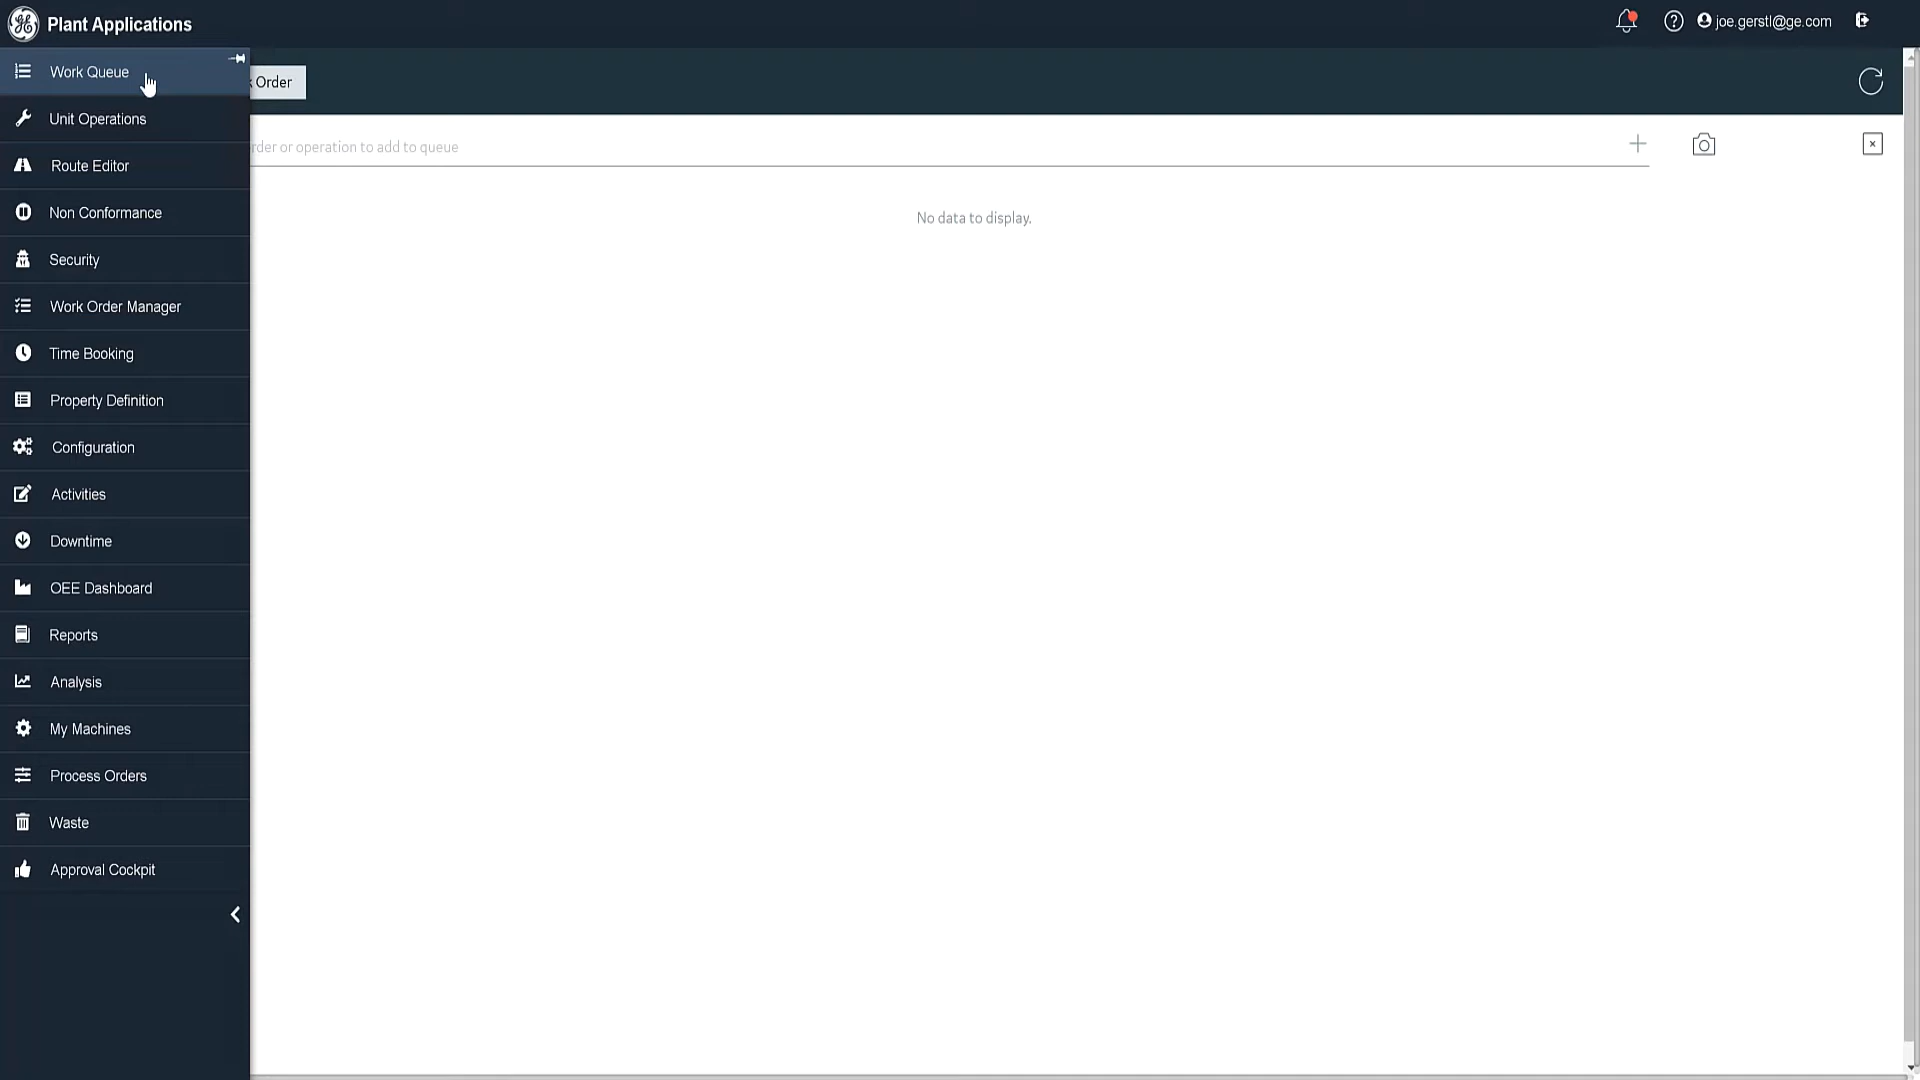 Plant Applications
joe.gerstl@ge.com
Work Queue
Order
Unit Operations
rder or operation to add to queue
Route Editor
Non Conformance
No data to display.
Security
Work Order Manager
Time Booking
Property Definition
Configuration
Activities
Downtime
OEE Dashboard
Reports
Analysis
My Machines
Process Orders
Waste
Approval Cockpit